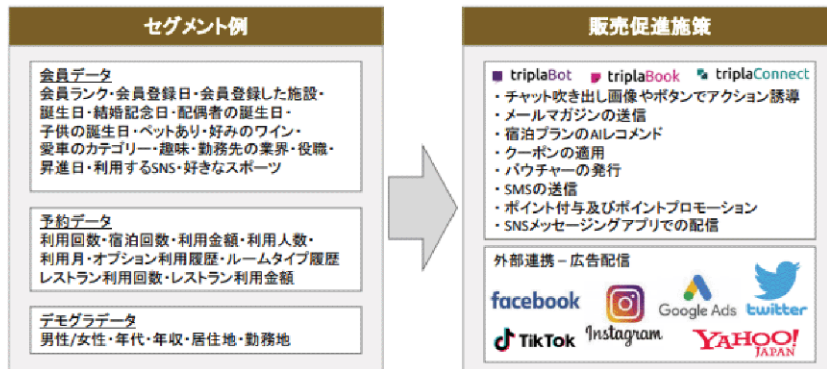 セグメント例
会員データ
会員ランク・会員登録日・会員登録した施設・
誕生日・結婚記念日・配偶者の誕生日・
子供の誕生日・ペットあり・好みのワイン・
愛車のカテゴリー・趣味・勤務先の業界・役職・
昇進日・利用するSNS・好きなスポーツ
予約データ
利用回数・宿泊回数・利用金額・利用人数・
利用月・オプション利用履歴・ルームタイプ履歴
レストラン利用回数・レストラン利用金額
デモグラデータ
男性/女性・年代・年収・居住地・勤務地
販売促進施策
triplaBot triplaBook triplaConnect
・チャット吹き出し画像やボタンでアクション誘導
・メールマガジンの送信
・宿泊プランのAIレコメンド
・クーポンの適用
・バウチャーの発行
・SMSの送信
・ポイント付与及びポイントプロモーション
・SNSメッセージングアプリでの配信
外部連携 – 広告配信
facebook
Google Ads
twitter
TikTok
Instagram
YAHOO!
JAPAN